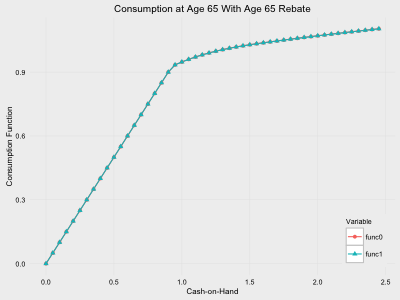 Consumption at Age 65 With Age 65 Rebate
Consumption Function
0.9
0.6
0.3
0.0
0.0 0.5 1.0 1.5 2.0 2.5
Cash-on-Hand
Variable
func0
func1